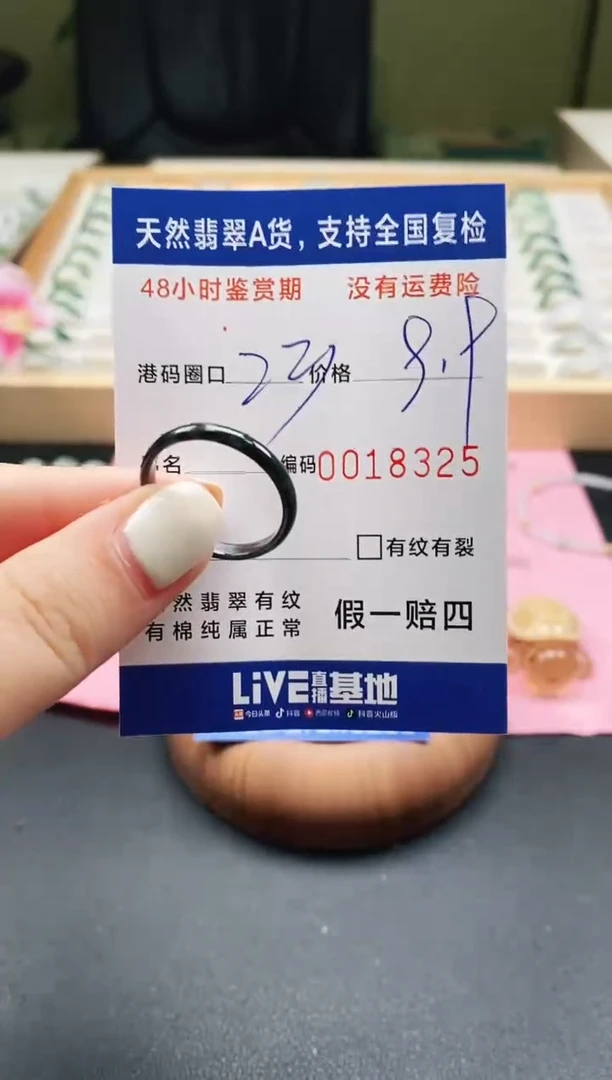 天然翡翠A货，支持全国复检
48小时鉴赏期 没有运费险
港码圈口 价格 9.9
名 编码0018325
有纹有裂
然翡翠有纹
有棉纯属正常
假一赔四
LIVE直播基地
今日头条 抖音 西瓜视频 抖音火山版